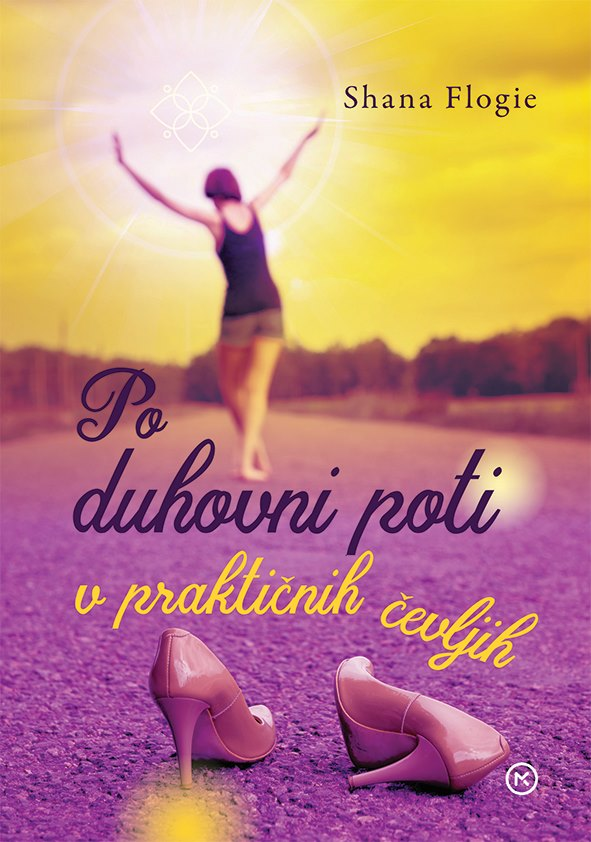 Shana Flogie
Po
duhovni poti
v praktičnih čevljih